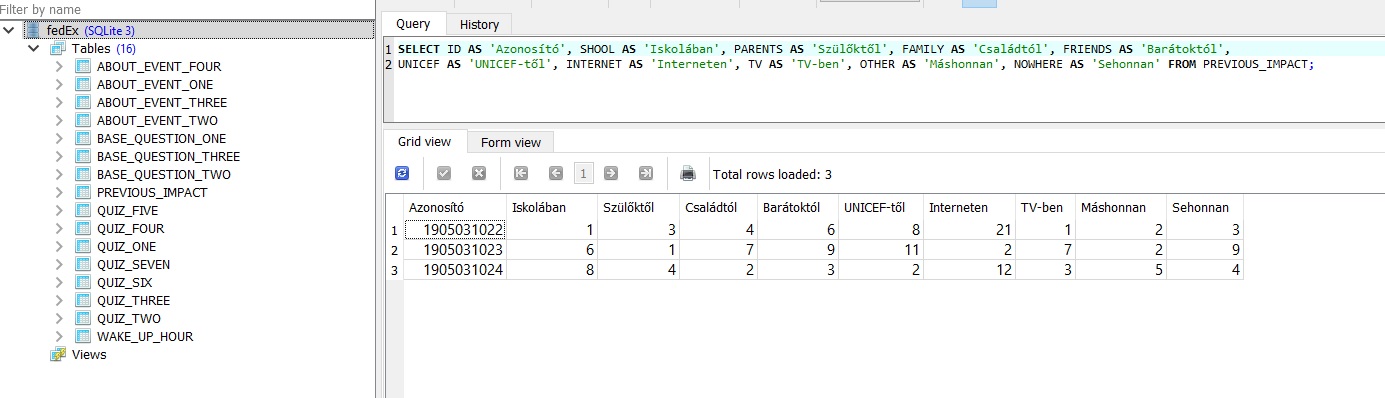 Filter by name
fedEx (SQLite 3)
Tables (16)
ABOUT_EVENT_FOUR
ABOUT_EVENT_ONE
ABOUT_EVENT_THREE
ABOUT_EVENT_TWO
BASE_QUESTION_ONE
BASE_QUESTION_THREE
BASE_QUESTION_TWO
PREVIOUS_IMPACT
QUIZ_FIVE
QUIZ_FOUR
QUIZ_ONE
QUIZ_SEVEN
QUIZ_SIX
QUIZ_THREE
QUIZ_TWO
WAKE_UP_HOUR
Views
Query History
1 SELECT ID AS 'Azonosító', SHOOL AS 'Iskolában', PARENTS AS 'Szülőktől', FAMILY AS 'Családtól', FRIENDS AS 'Barátoktól',
2 UNICEF AS 'UNICEF-től', INTERNET AS 'Interneten', TV AS 'TV-ben', OTHER AS 'Máshonnan', NOWHERE AS 'Sehonnan' FROM PREVIOUS_IMPACT;
Grid view Form view
1 Total rows loaded: 3
Azonosító Iskolában Szülőktől Családtól Barátoktól UNICEF-től Interneten TV-ben Máshonnan Sehonnan
1 1905031022 1 3 4 6 8 21 1 2 3
2 1905031023 6 1 7 9 11 2 7 2 9
3 1905031024 8 4 2 3 2 12 3 5 4